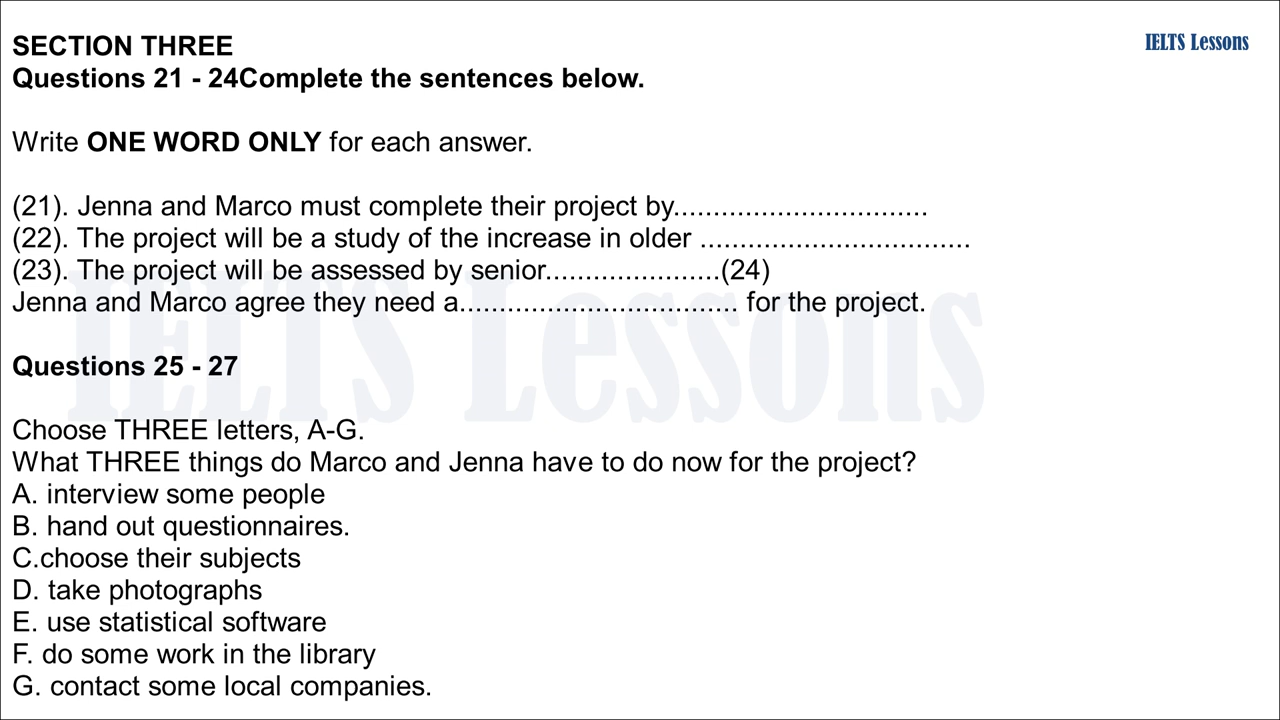 SECTION THREE
IELTS Lessons
Questions 21 - 24Complete the sentences below.
Write ONE WORD ONLY for each answer.
(21). Jenna and Marco must complete their project by................................
(22). The project will be a study of the increase in older ..................................
(23). The project will be assessed by senior......................(24)
Jenna and Marco agree they need a................................... for the project.
IELTS Lessons
Questions 25 - 27
Choose THREE letters, A-G.
What THREE things do Marco and Jenna have to do now for the project?
A. interview some people
B. hand out questionnaires.
C.choose their subjects
D. take photographs
E. use statistical software
F. do some work in the library
G. contact some local companies.